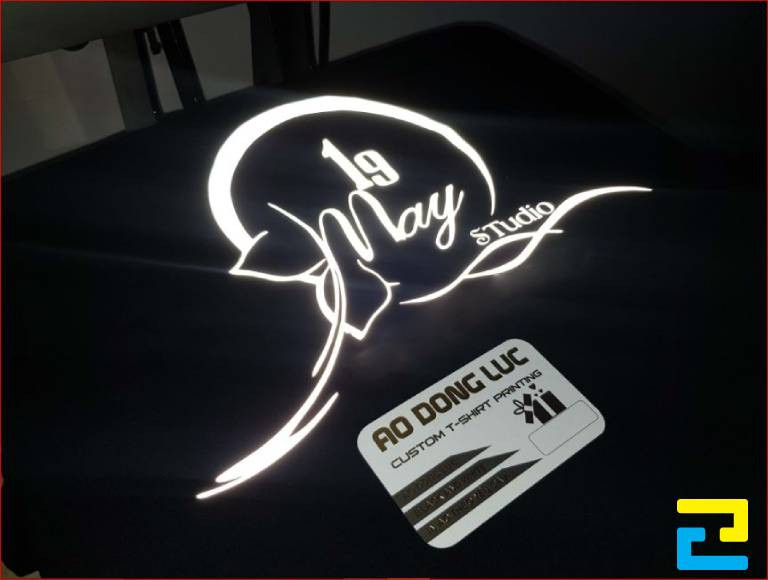 19
May
STudio
AO DONG LUC
CUSTOM T-SHIRT PRINTING